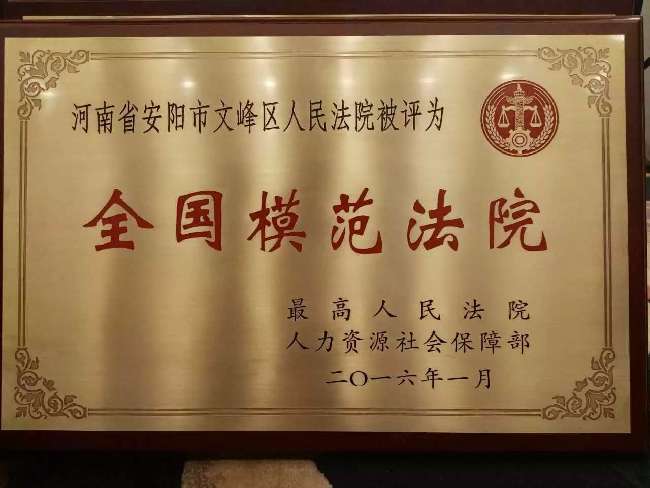 河南省安阳市文峰区人民法院被评为
全国模范法院
最高人民法院
人力资源社会保障部
二〇一六年一月